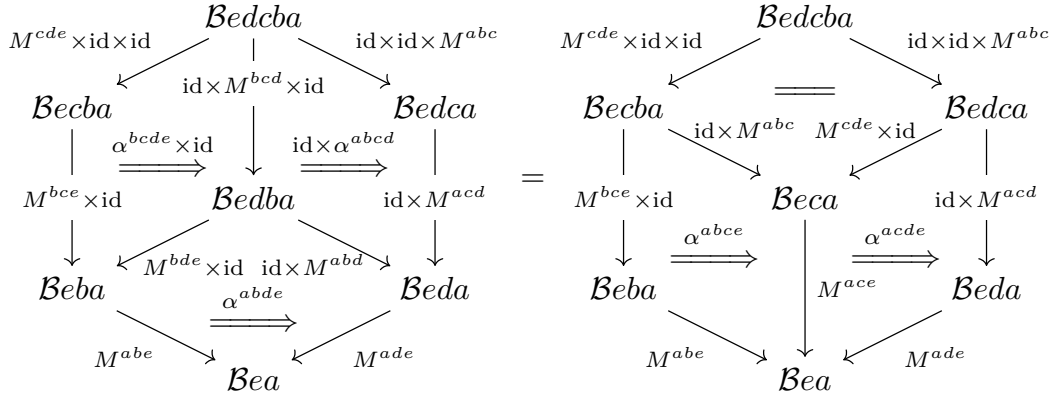 ℬedcba ℬedcba
M^{cde}×id×id id×id×M^{abc} M^{cde}×id×id id×id×M^{abc}
id×M^{bcd}×id
ℬecba ℬedca ℬecba ℬedca
α^{bcde}×id id×α^{abcd} id×M^{abc} M^{cde}×id
=
M^{bce}×id ℬedba id×M^{acd} M^{bce}×id ℬeca id×M^{acd}
α^{abce} α^{acde}
M^{bde}×id id×M^{abd}
ℬeba ℬeda ℬeba M^{ace} ℬeda
α^{abde}
M^{abe} M^{ade} M^{abe} M^{ade}
ℬea ℬea